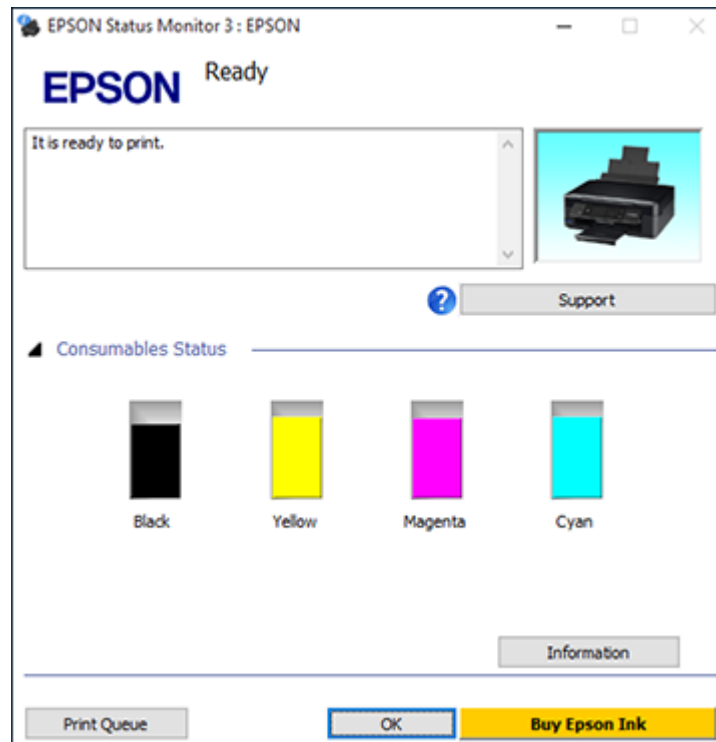 EPSON Status Monitor 3 : EPSON
EPSON
Ready
It is ready to print.
Support
Consumables Status
Black Yellow Magenta Cyan
Information
Print Queue OK Buy Epson Ink